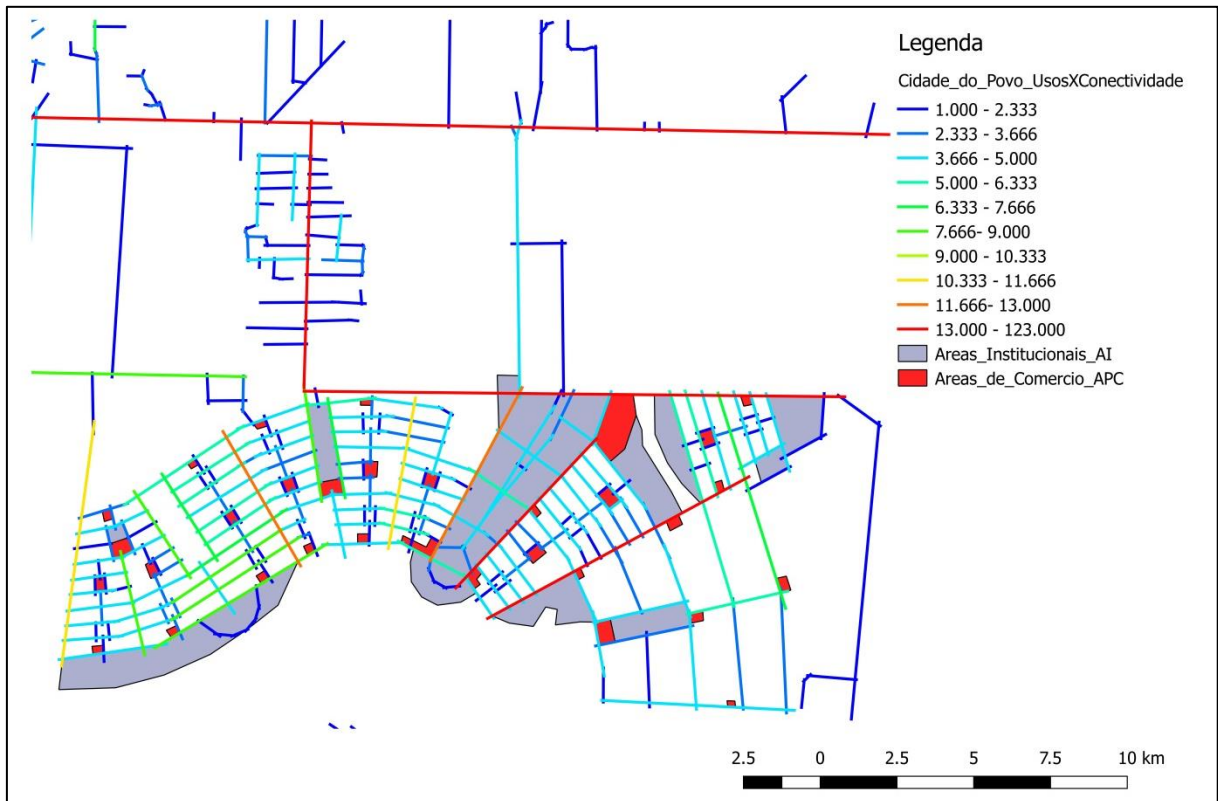 Legenda
Cidade_do_Povo_UsosXConectividade
1.000 - 2.333
2.333 - 3.666
3.666 - 5.000
5.000 - 6.333
6.333 - 7.666
7.666 - 9.000
9.000 - 10.333
10.333 - 11.666
11.666- 13.000
13.000 - 123.000
Areas_Institucionais_AI
Areas_de_Comercio_APC
2.5 0 2.5 5 7.5 10 km